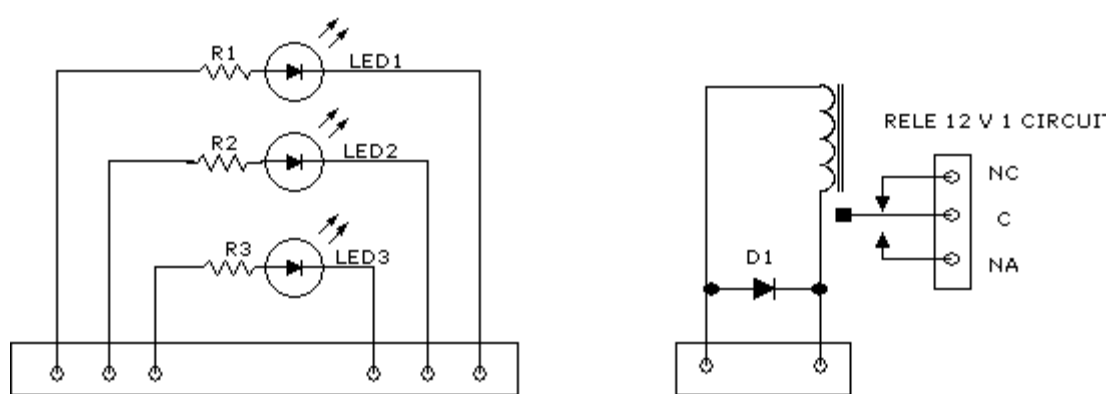 R1
LED1
R2
LED2
R3
LED3
RELE 12 V 1 CIRCUIT
NC
C
NA
D1